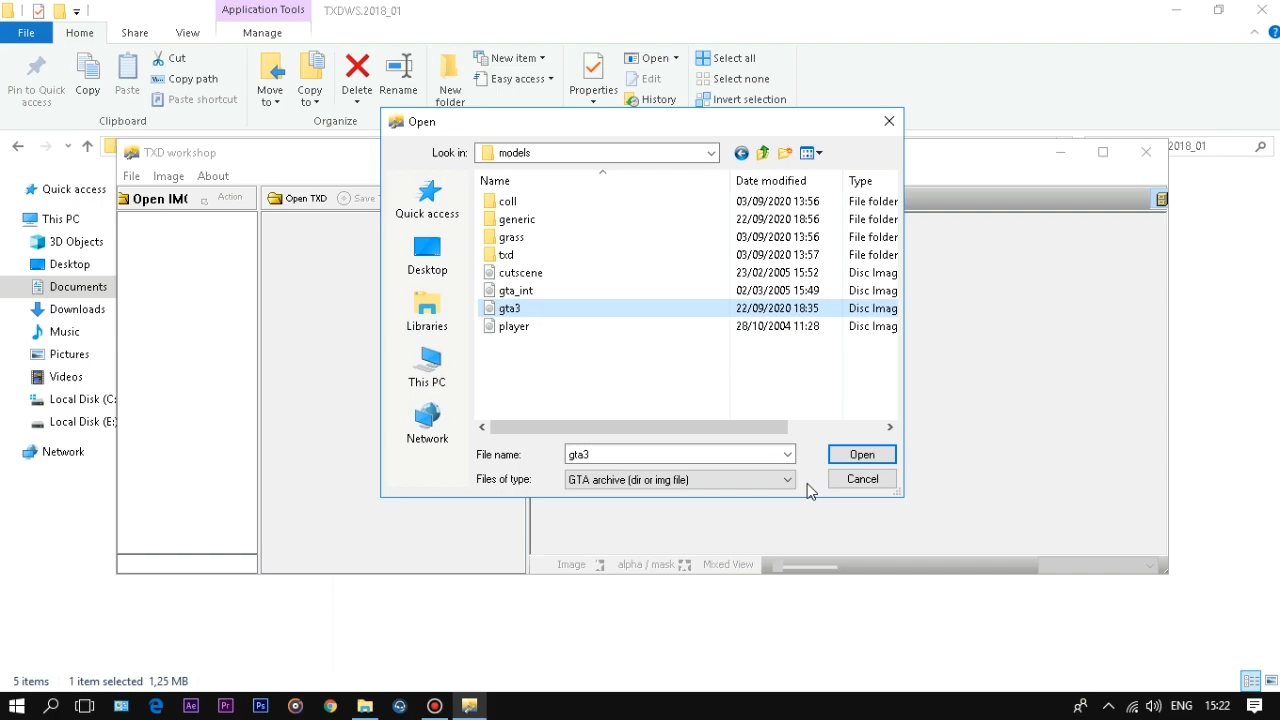 Application Tools
TXDWS.2018_01
File
Home
Share
View
Manage
Pin to Quick access
Copy
Paste
Cut
Copy path
Paste shortcut
Clipboard
Move to
Copy to
Delete
Rename
Organize
New folder
New item
Easy access
Properties
Open
Edit
History
Select all
Select none
Invert selection
2018_01
Quick access
This PC
3D Objects
Desktop
Documents
Downloads
Music
Pictures
Videos
Local Disk (C:
Local Disk (E:)
Network
TXD workshop
File Image About
Open IMG
Action
Open TXD
Save
Open
Look in:
models
Quick access
Desktop
Libraries
This PC
Network
Name Date modified Type
coll 03/09/2020 13:56 File folder
generic 22/09/2020 18:56 File folder
grass 03/09/2020 13:56 File folder
txd 03/09/2020 13:57 File folder
cutscene 23/02/2005 15:52 Disc Imag
gta_int 02/03/2005 15:49 Disc Imag
gta3 22/09/2020 18:35 Disc Imag
player 28/10/2004 11:28 Disc Imag
File name: gta3 Open
Files of type: GTA archive (dir or img file) Cancel
Image alpha / mask Mixed View
5 items 1 item selected 1,25 MB
Ae Pr Ps
ENG 15:22